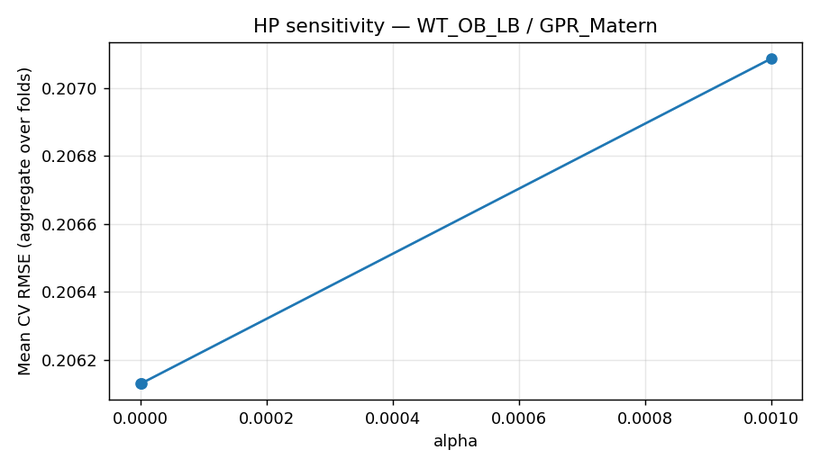 HP sensitivity — WT_OB_LB / GPR_Matern
Mean CV RMSE (aggregate over folds)
0.2070
0.2068
0.2066
0.2064
0.2062
0.0000 0.0002 0.0004 0.0006 0.0008 0.0010
alpha